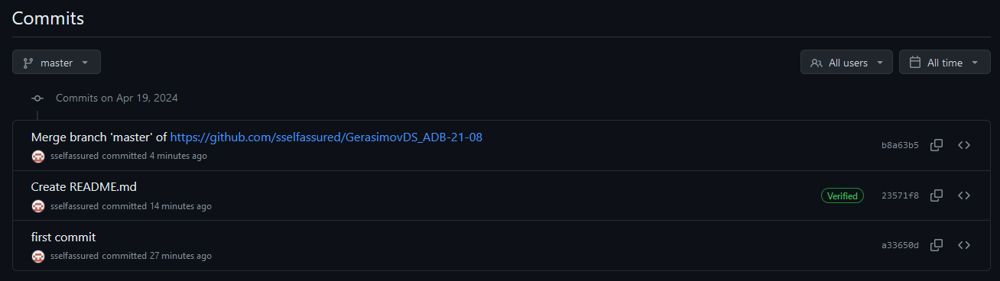 Commits
master
All users
All time
Commits on Apr 19, 2024
Merge branch 'master' of https://github.com/sselfassured/GerasimovDS_ADB-21-08
sselfassured committed 4 minutes ago
b8a63b5
Create README.md
sselfassured committed 14 minutes ago
Verified
23571f8
first commit
sselfassured committed 27 minutes ago
a33650d